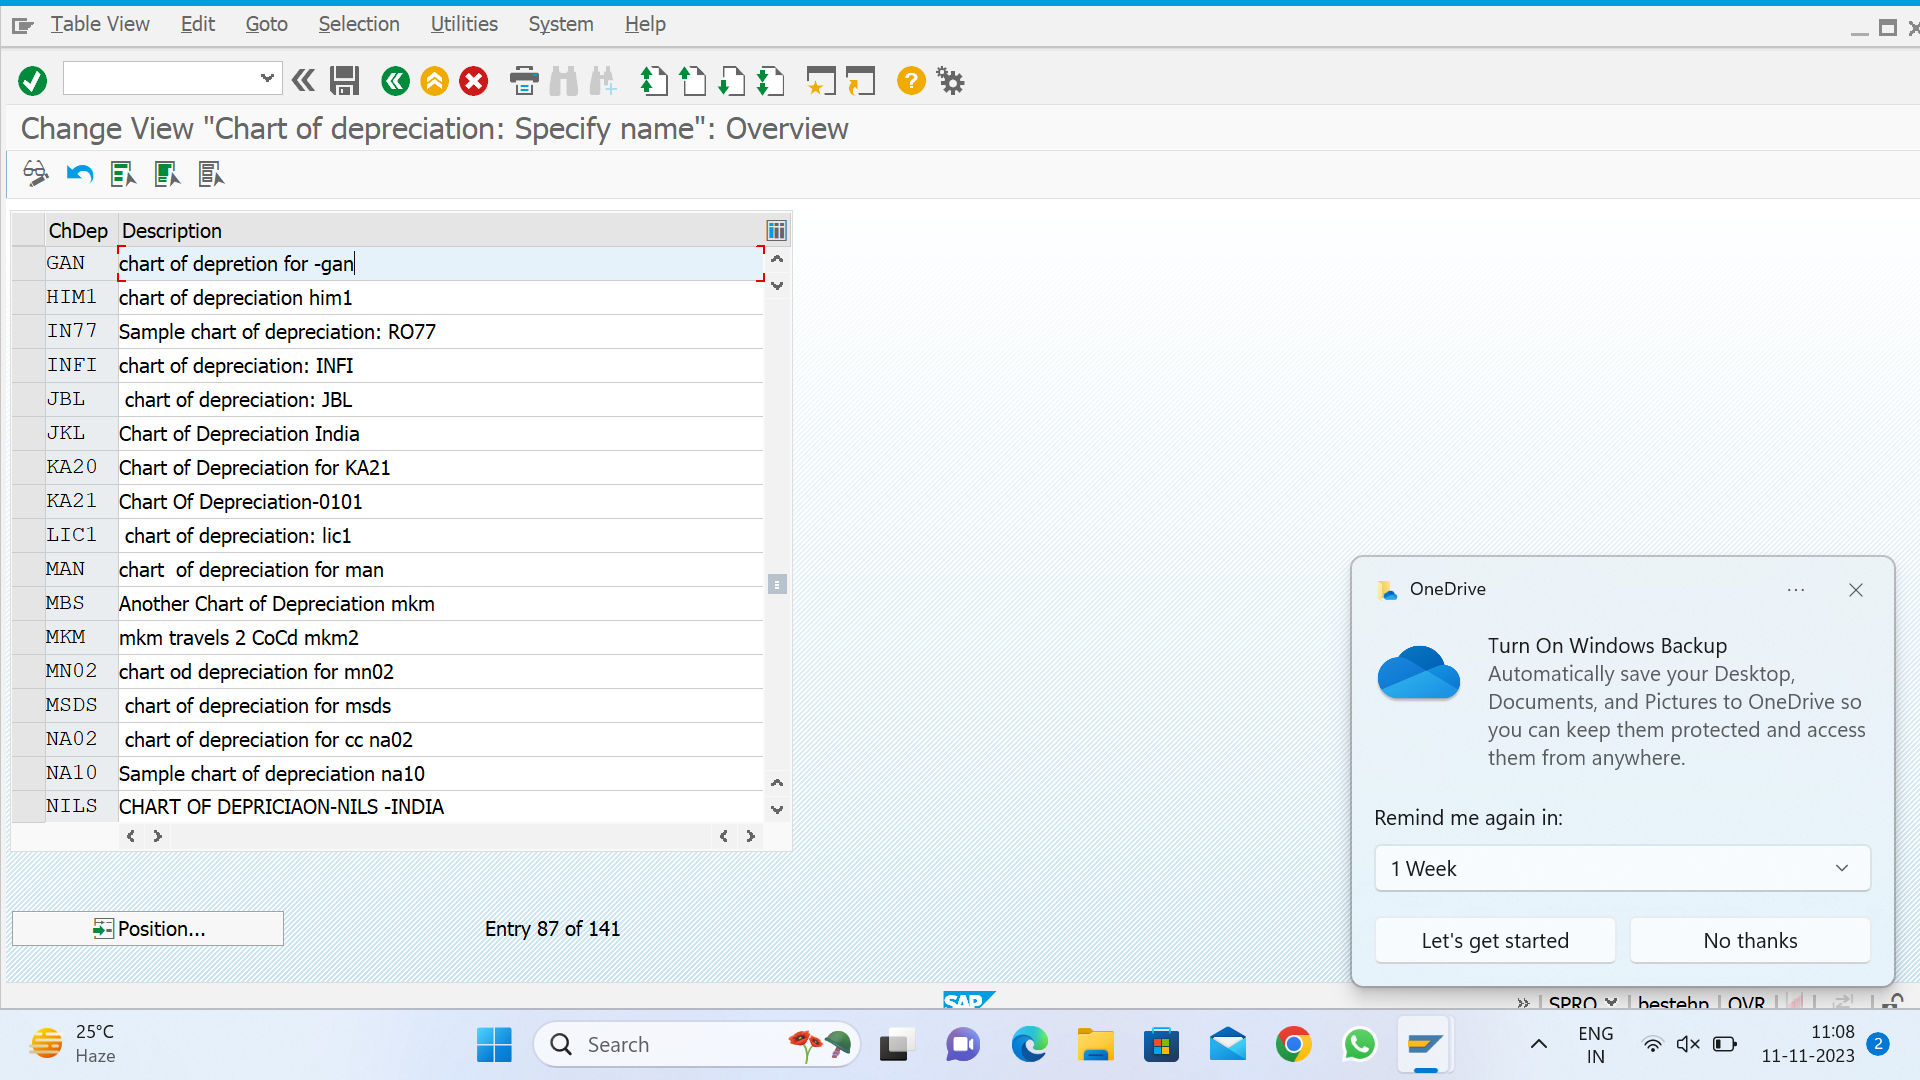 Table View Edit Goto Selection Utilities System Help
Change View "Chart of depreciation: Specify name": Overview
ChDep Description
GAN chart of depretion for -gan
HIM1 chart of depreciation him1
IN77 Sample chart of depreciation: RO77
INFI chart of depreciation: INFI
JBL chart of depreciation: JBL
JKL Chart of Depreciation India
KA20 Chart of Depreciation for KA21
KA21 Chart Of Depreciation-0101
LIC1 chart of depreciation: lic1
MAN chart  of depreciation for man
MBS Another Chart of Depreciation mkm
MKM mkm travels 2 CoCd mkm2
MN02 chart od depreciation for mn02
MSDS chart of depreciation for msds
NA02 chart of depreciation for cc na02
NA10 Sample chart of depreciation na10
NILS CHART OF DEPRICIAON-NILS -INDIA
Position...
Entry 87 of 141
OneDrive
Turn On Windows Backup
Automatically save your Desktop,
Documents, and Pictures to OneDrive so
you can keep them protected and access
them from anywhere.
Remind me again in:
1 Week
Let's get started
No thanks
SAP
SPRO bestehp OVR
25°C
Haze
Search
ENG
IN
11:08
11-11-2023
2